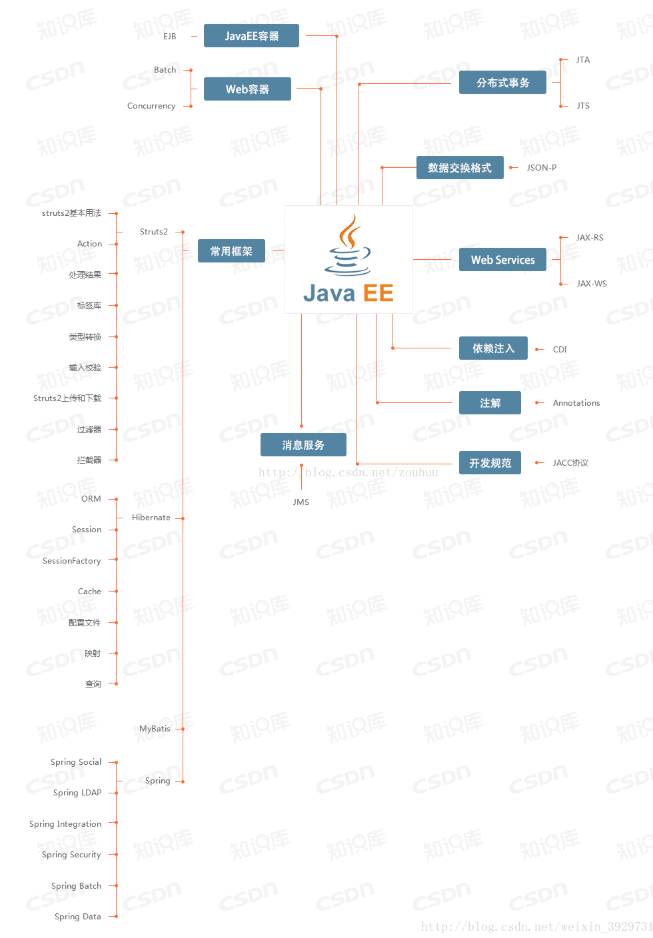 EJB
JavaEE容器
Batch
Web容器
Concurrency
分布式事务
JTA
JTS
数据交换格式
JSON-P
Java EE
Web Services
JAX-RS
JAX-WS
依赖注入
CDI
注解
Annotations
开发规范
JACC协议
消息服务
JMS
常用框架
Struts2
struts2基本用法
Action
处理结果
标签库
类型转换
输入校验
Struts2上传和下载
过滤器
拦截器
Hibernate
ORM
Session
SessionFactory
Cache
配置文件
映射
查询
MyBatis
Spring
Spring Social
Spring LDAP
Spring Integration
Spring Security
Spring Batch
Spring Data
http://blog.csdn.net/zouhuu
http://blog.csdn.net/weixin_3929731
知识库
CSDN